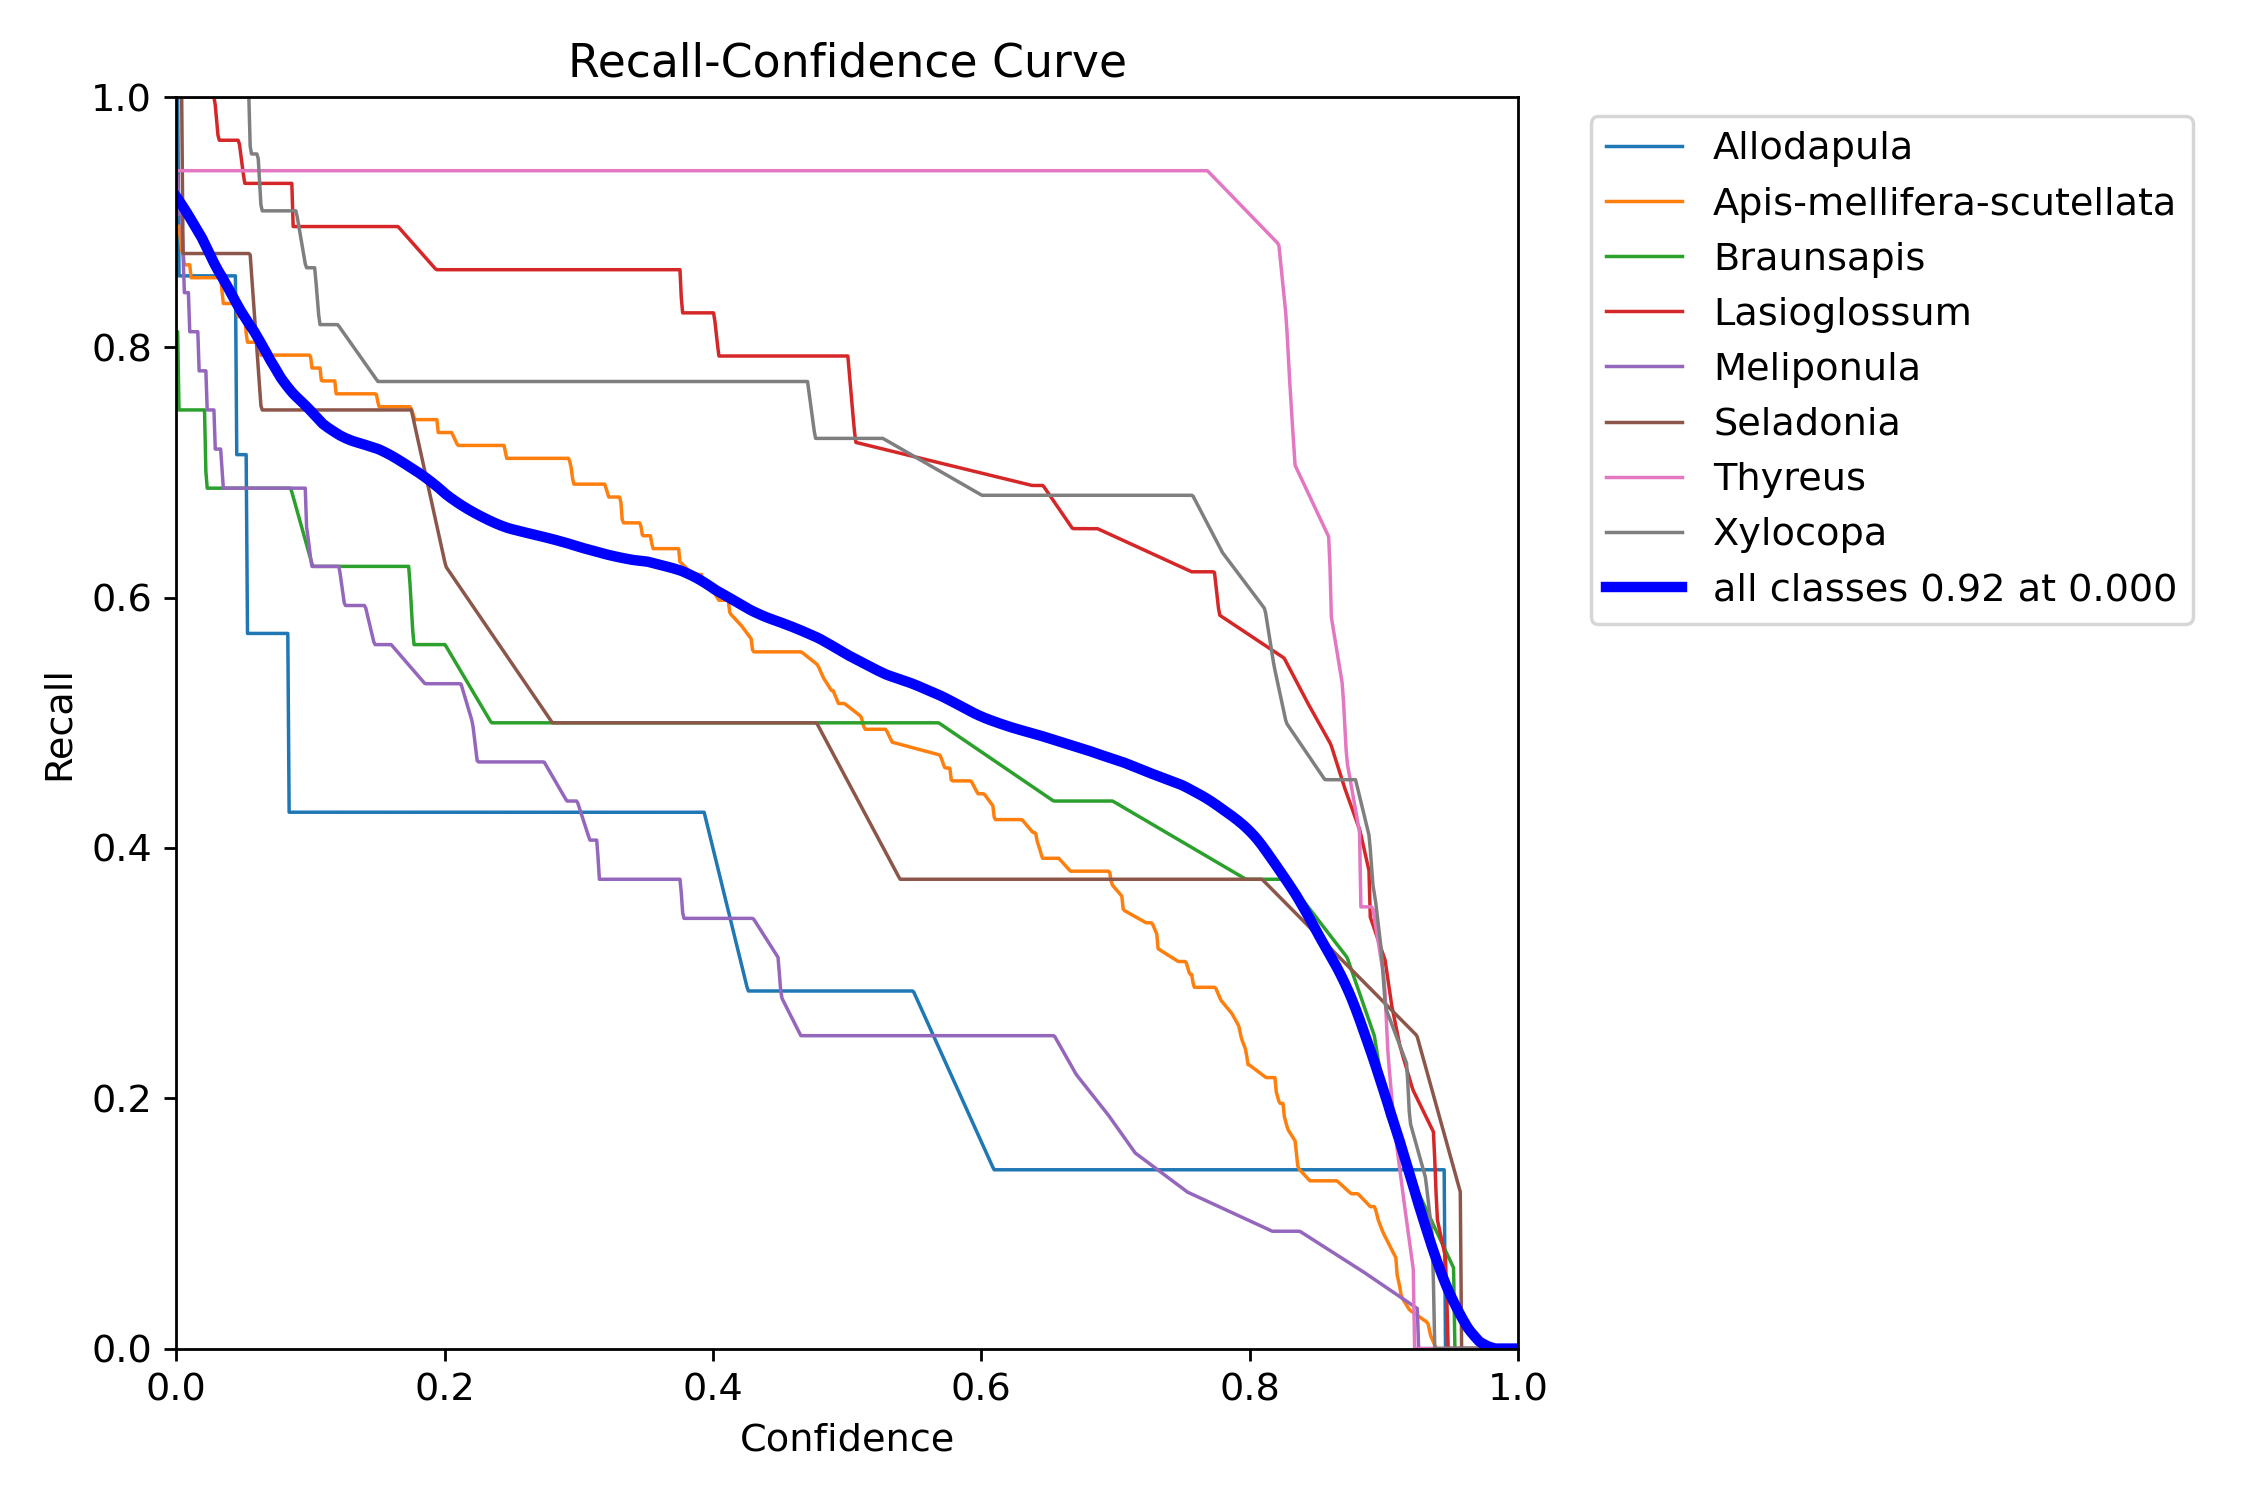 Recall-Confidence Curve
1.0
0.8
0.6
0.4
0.2
0.0
Recall
0.0 0.2 0.4 0.6 0.8 1.0
Confidence
Allodapula
Apis-mellifera-scutellata
Braunsapis
Lasioglossum
Meliponula
Seladonia
Thyreus
Xylocopa
all classes 0.92 at 0.000